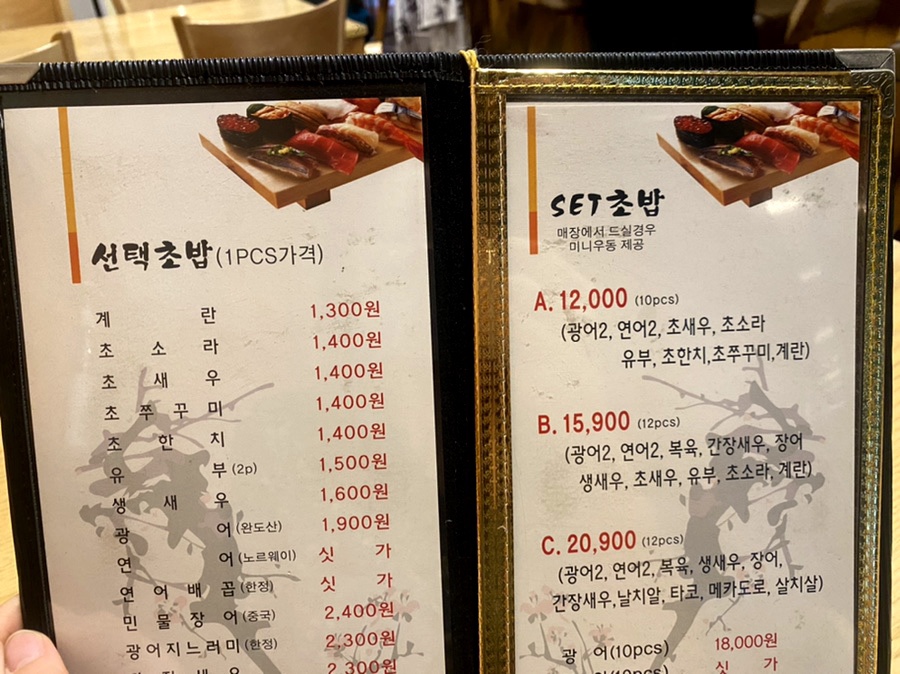 선택초밥(1PCS가격)
계란 1,300원
초소라 1,400원
초새우 1,400원
초쭈꾸미 1,400원
초한치 1,400원
유부(2p) 1,500원
생새우 1,600원
광어(완도산) 1,900원
연어(노르웨이) 싯가
연어배꼽(한정) 싯가
민물장어(중국) 2,400원
광어지느러미(한정) 2,300원
새우 2,300원
SET초밥
매장에서 드실경우
미니우동 제공
A. 12,000 (10pcs)
(광어2, 연어2, 초새우, 초소라
유부, 초한치,초쭈꾸미,계란)
B. 15,900 (12pcs)
(광어2, 연어2, 복육, 간장새우, 장어
생새우, 초새우, 유부, 초소라, 계란)
C. 20,900 (12pcs)
(광어2, 연어2, 복육, 생새우, 장어,
간장새우,날치알, 타코, 메카도로, 살치살)
광어(10pcs) 18,000원
(10pcs) 싯가